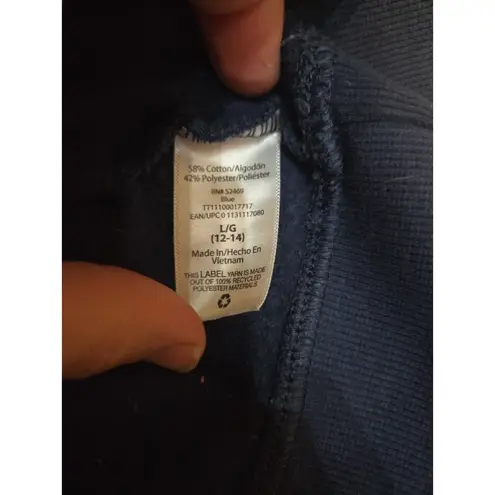 58% Cotton/Algodón
42% Polyester/Poliéster
RN# 52469
Blue
TT11100017717
EAN/UPC 0 1131117080
L/G
(12-14)
Made In/Hecho En
Vietnam
THIS LABEL YARN IS MADE
OUT OF 100% RECYCLED
POLYESTER MATERIALS